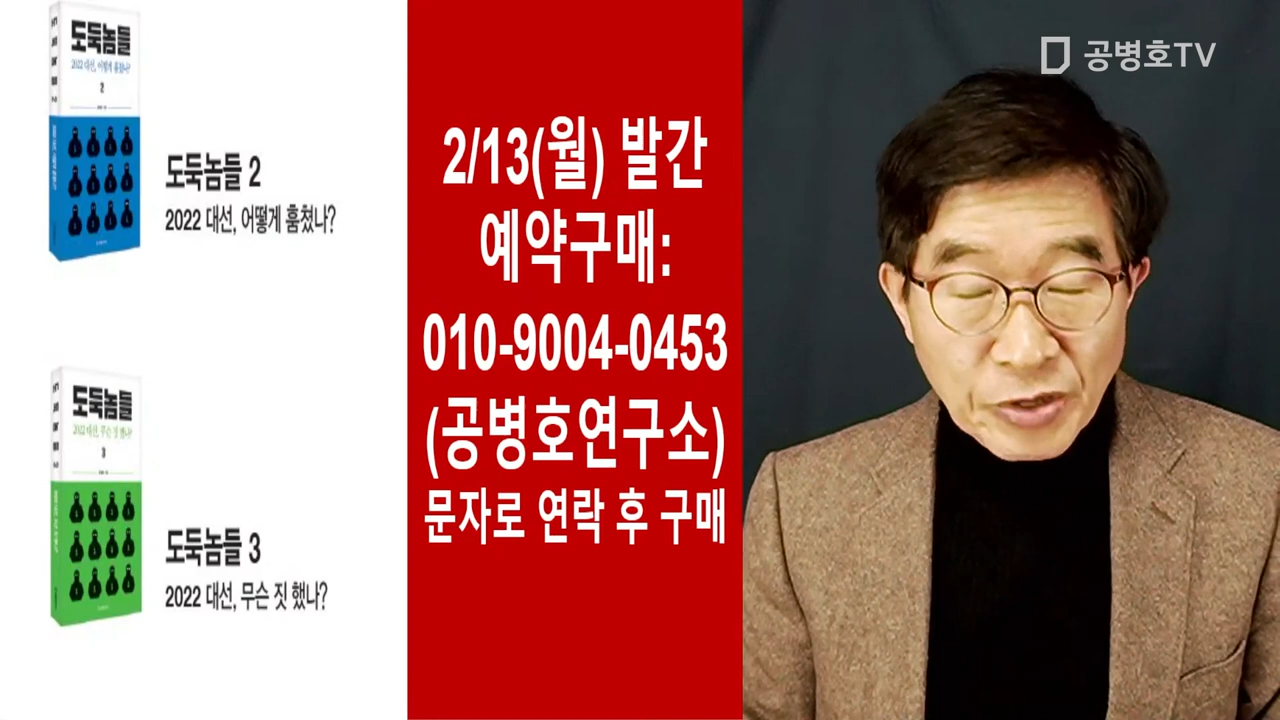 도둑놈들
2022 대선, 어떻게 훔쳤나?
2
도둑놈들 2
2022 대선, 어떻게 훔쳤나?
도둑놈들
2022 대선, 무슨 짓 했나?
3
도둑놈들 3
2022 대선, 무슨 짓 했나?
2/13(월) 발간
예약구매:
010-9004-0453
(공병호연구소)
문자로 연락 후 구매
공병호TV